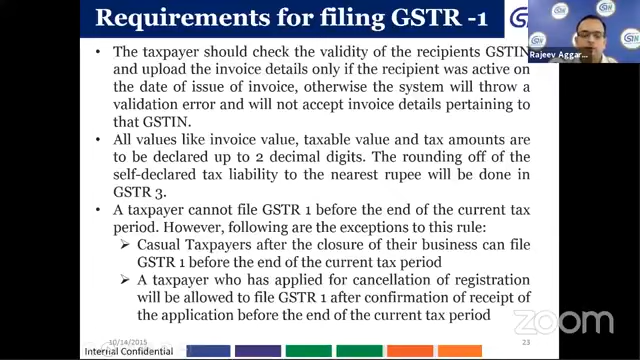 Requirements for filing GSTR -1
Rajeev Aggar...
• The taxpayer should check the validity of the recipients GSTIN
and upload the invoice details only if the recipient was active on
the date of issue of invoice, otherwise the system will throw a
validation error and will not accept invoice details pertaining to
that GSTIN.
• All values like invoice value, taxable value and tax amounts are
to be declared up to 2 decimal digits. The rounding off of the
self-declared tax liability to the nearest rupee will be done in
GSTR 3.
• A taxpayer cannot file GSTR 1 before the end of the current tax
period. However, following are the exceptions to this rule:
➢ Casual Taxpayers after the closure of their business can file
GSTR 1 before the end of the current tax period
➢ A taxpayer who has applied for cancellation of registration
will be allowed to file GSTR 1 after confirmation of receipt of
the application before the end of the current tax period
zoom
10/14/2015
23
Internal Confidential